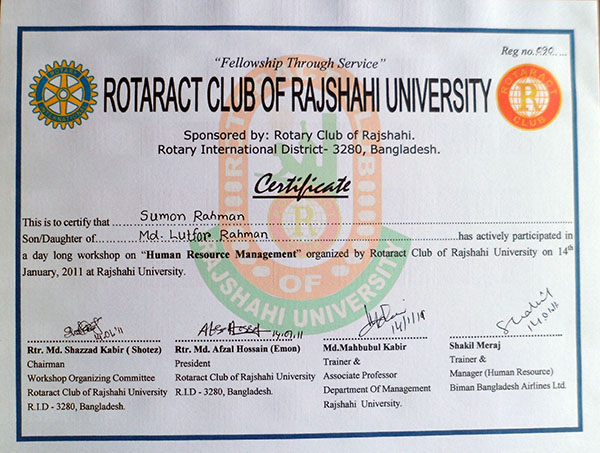 Reg no. 090
"Fellowship Through Service"
ROTARACT CLUB OF RAJSHAHI UNIVERSITY
ROTARY
INTERNATIONAL
ROTARACT
R
CLUB
Sponsored by: Rotary Club of Rajshahi.
Rotary International District- 3280, Bangladesh.
Certificate
This is to certify that Sumon Rahman
Son/Daughter of Md. Lutfor Rahman has actively participated in
a day long workshop on "Human Resource Management" organized by Rotaract Club of Rajshahi University on 14th
January, 2011 at Rajshahi University.
R
OF
RAJSHAHI UNIVERSITY
14.01.11
14.01.11
14/1/11
14.01.11
Rtr. Md. Shazzad Kabir ( Shotez)
Chairman
Workshop Organizing Committee
Rotaract Club of Rajshahi University
R.I.D - 3280, Bangladesh.
Rtr. Md. Afzal Hossain (Emon)
President
Rotaract Club of Rajshahi University
R.I.D - 3280, Bangladesh.
Md.Mahbubul Kabir
Trainer &
Associate Professor
Department Of Management
Rajshahi University.
Shakil Meraj
Trainer &
Manager (Human Resource)
Biman Bangladesh Airlines Ltd.